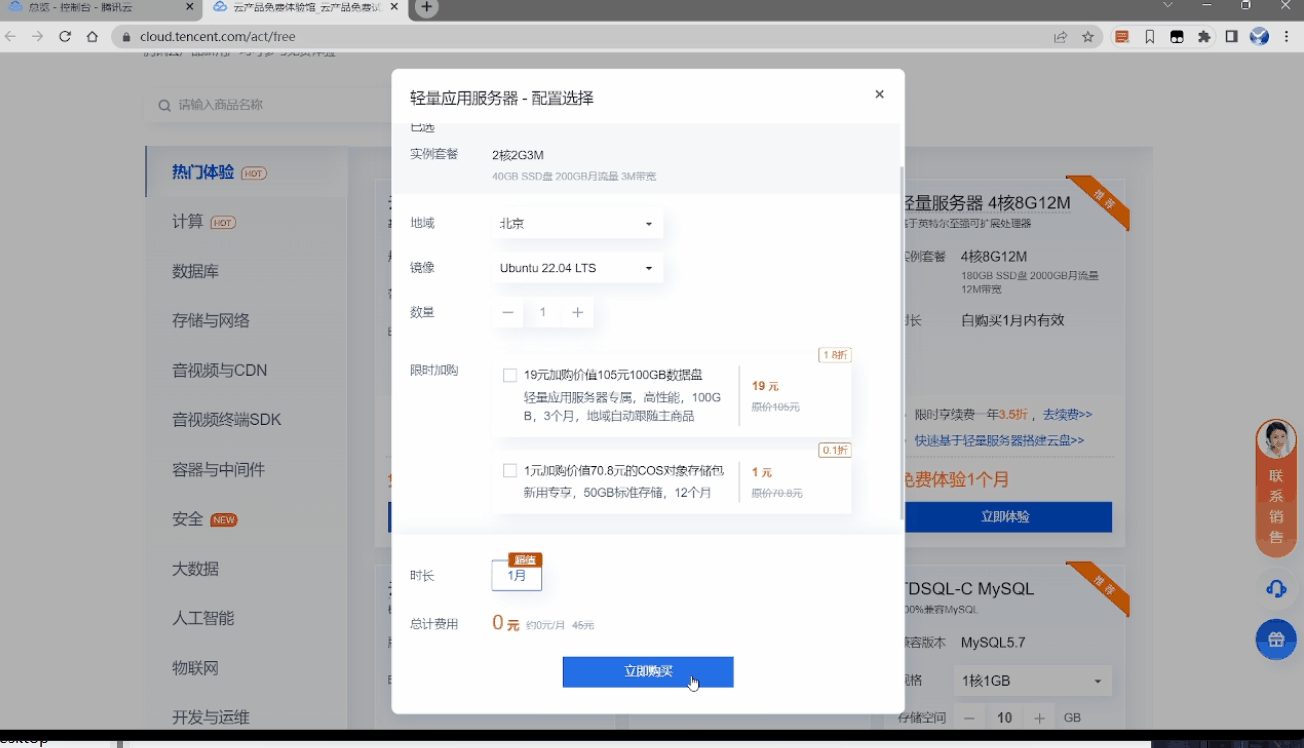 总览 - 控制台 - 腾讯云
云产品免费体验馆_云产品免费试
cloud.tencent.com/act/free
请输入商品名称
热门体验 HOT
计算 HOT
数据库
存储与网络
音视频与CDN
音视频终端SDK
容器与中间件
安全 NEW
大数据
人工智能
物联网
开发与运维
轻量应用服务器 - 配置选择
已选
实例套餐
2核2G3M
40GB SSD盘 200GB月流量 3M带宽
地域
北京
镜像
Ubuntu 22.04 LTS
数量
1
限时加购
1.8折
19元加购价值105元100GB数据盘
轻量应用服务器专属，高性能，100G
B，3个月，地域自动跟随主商品
19 元
原价105元
0.1折
1元加购价值70.8元的COS对象存储包
新用专享，50GB标准存储，12个月
1 元
原价70.8元
时长
超值
1月
总计费用
0 元 约0元/月 45元
立即购买
轻量服务器 4核8G12M
推荐
基于英特尔至强可扩展处理器
实例套餐
4核8G12M
180GB SSD盘 2000GB月流量
12M带宽
时长
自购买1月内有效
限时享续费一年3.5折，去续费>>
快速基于轻量服务器搭建云盘>>
免费体验1个月
立即体验
TDSQL-C MySQL
推荐
100%兼容MySQL
兼容版本
MySQL5.7
规格
1核1GB
存储空间
10
GB
联系销售
esktop